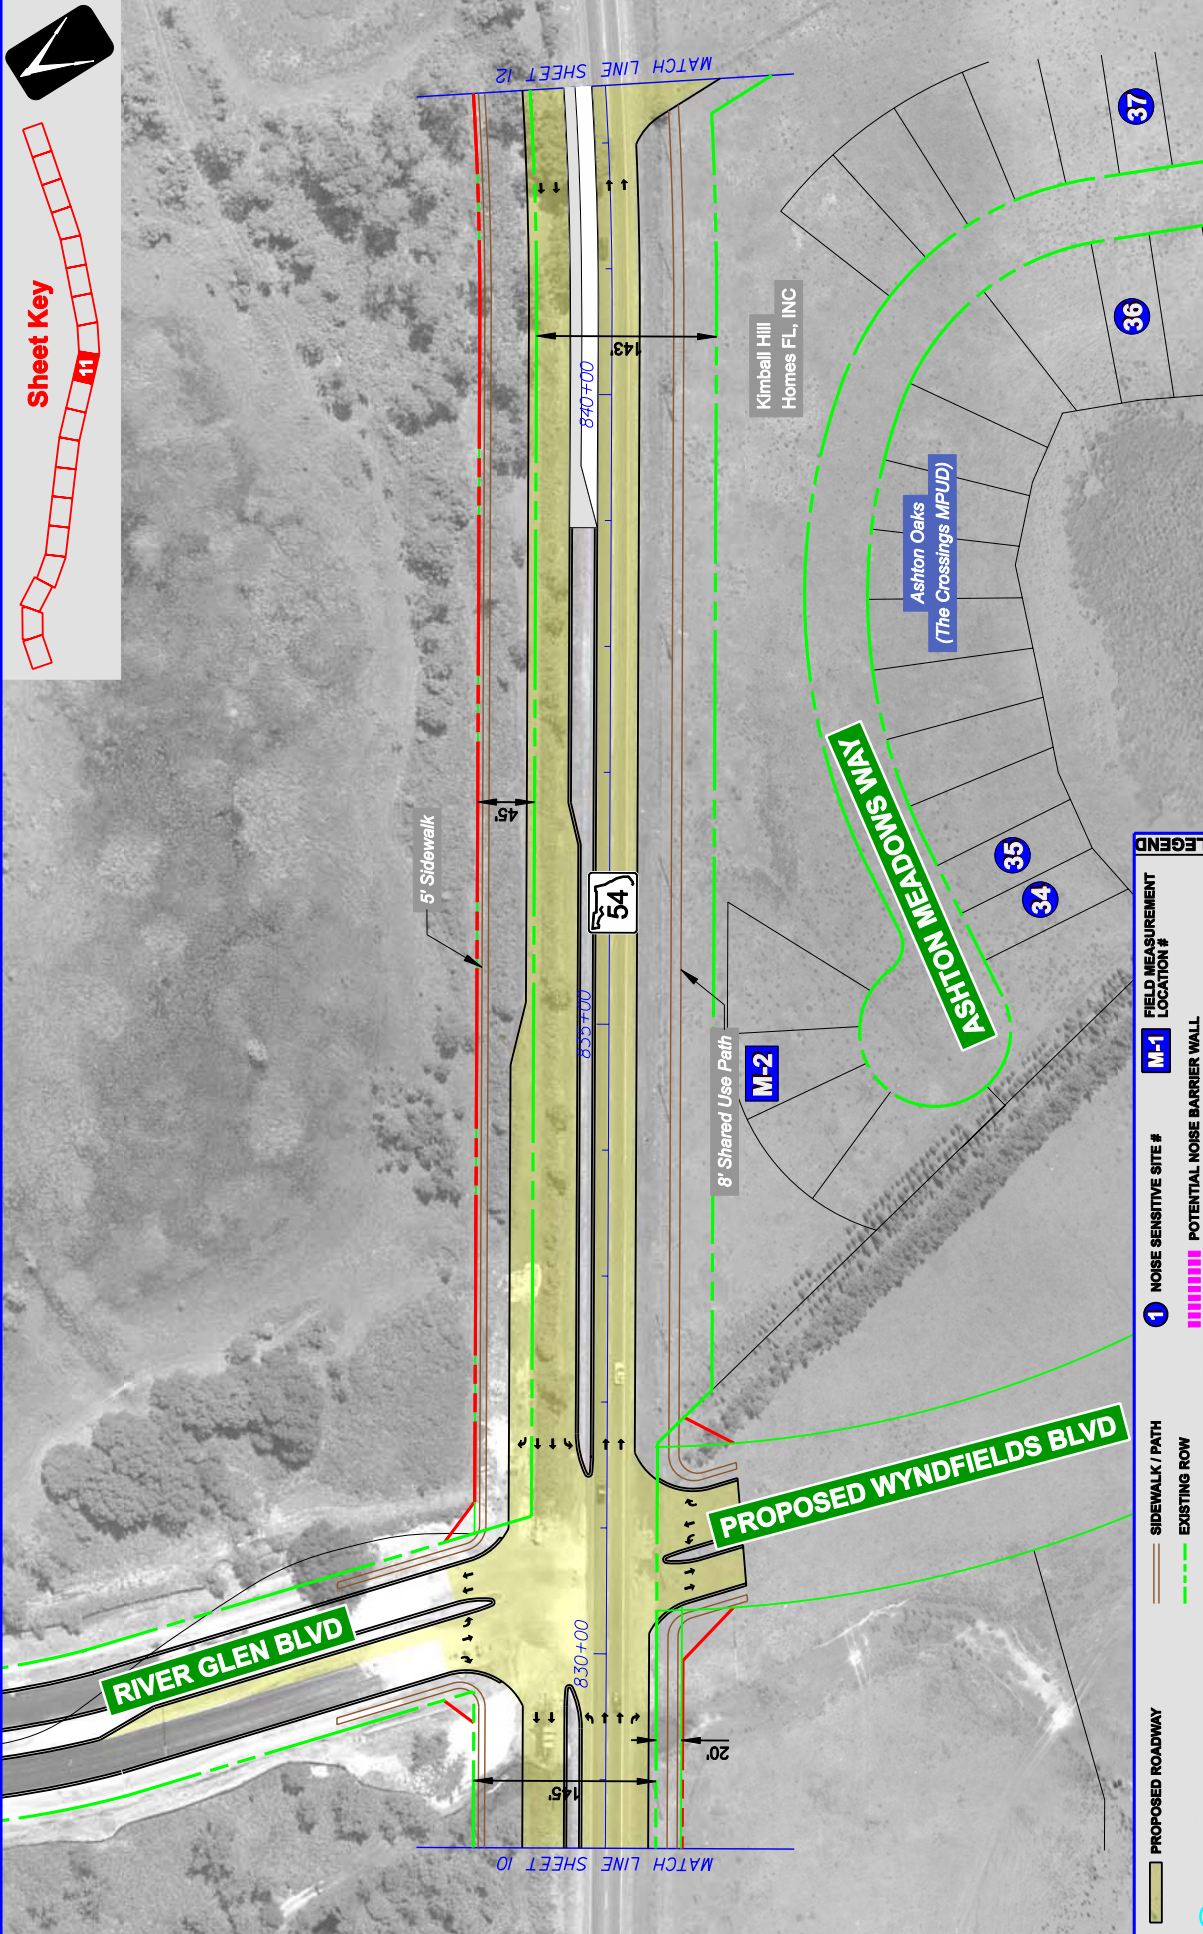 Sheet Key
11
MATCH LINE SHEET 12
37
36
143'
840+00
Kimball Hill
Homes FL, INC
Ashton Oaks
(The Crossings MPUD)
45'
5' Sidewalk
54
ASHTON MEADOWS WAY
35
34
835+00
8' Shared Use Path
M-2
PROPOSED WYNDFIELDS BLVD
RIVER GLEN BLVD
830+00
20'
145'
MATCH LINE SHEET 10
LEGEND
PROPOSED ROADWAY
SIDEWALK / PATH
EXISTING ROW
1 NOISE SENSITIVE SITE #
POTENTIAL NOISE BARRIER WALL
M-1 FIELD MEASUREMENT
LOCATION #